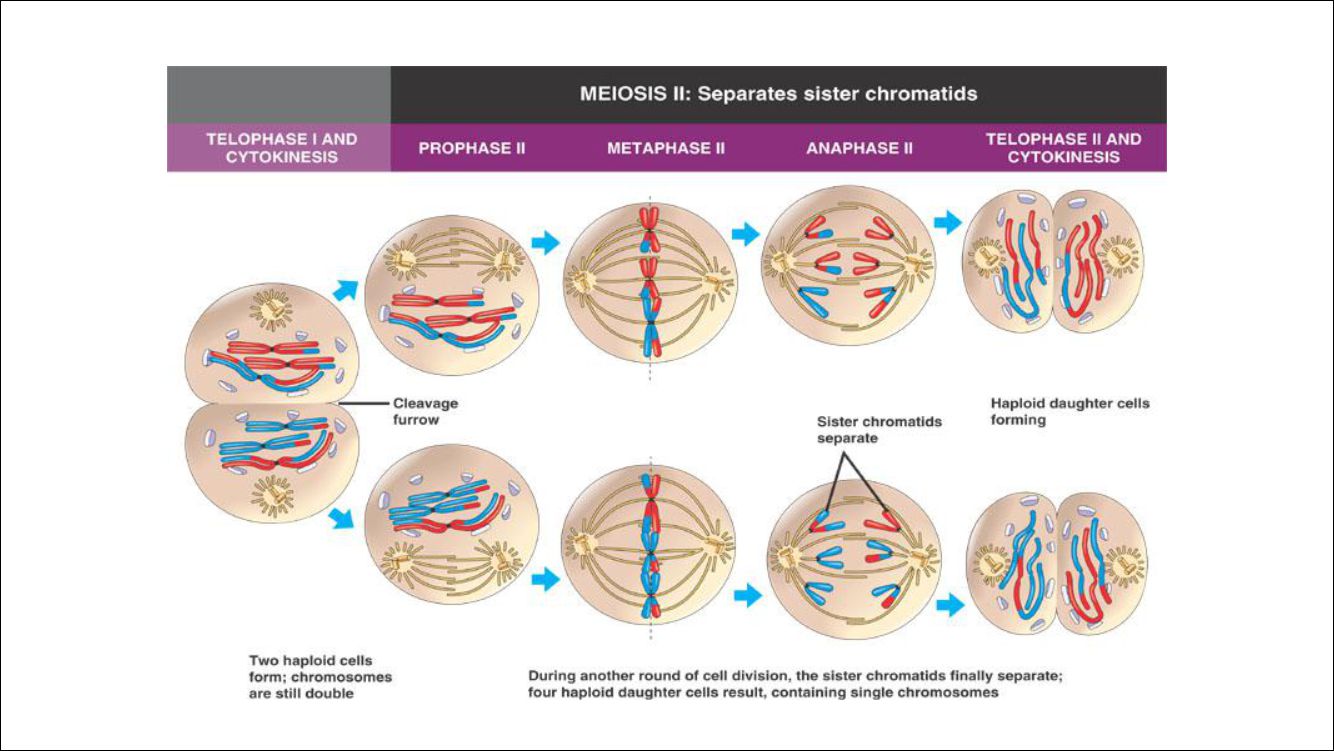 MEIOSIS II: Separates sister chromatids
TELOPHASE I AND
CYTOKINESIS
PROPHASE II
METAPHASE II
ANAPHASE II
TELOPHASE II AND
CYTOKINESIS
Cleavage
furrow
Sister chromatids
separate
Haploid daughter cells
forming
Two haploid cells
form; chromosomes
are still double
During another round of cell division, the sister chromatids finally separate;
four haploid daughter cells result, containing single chromosomes